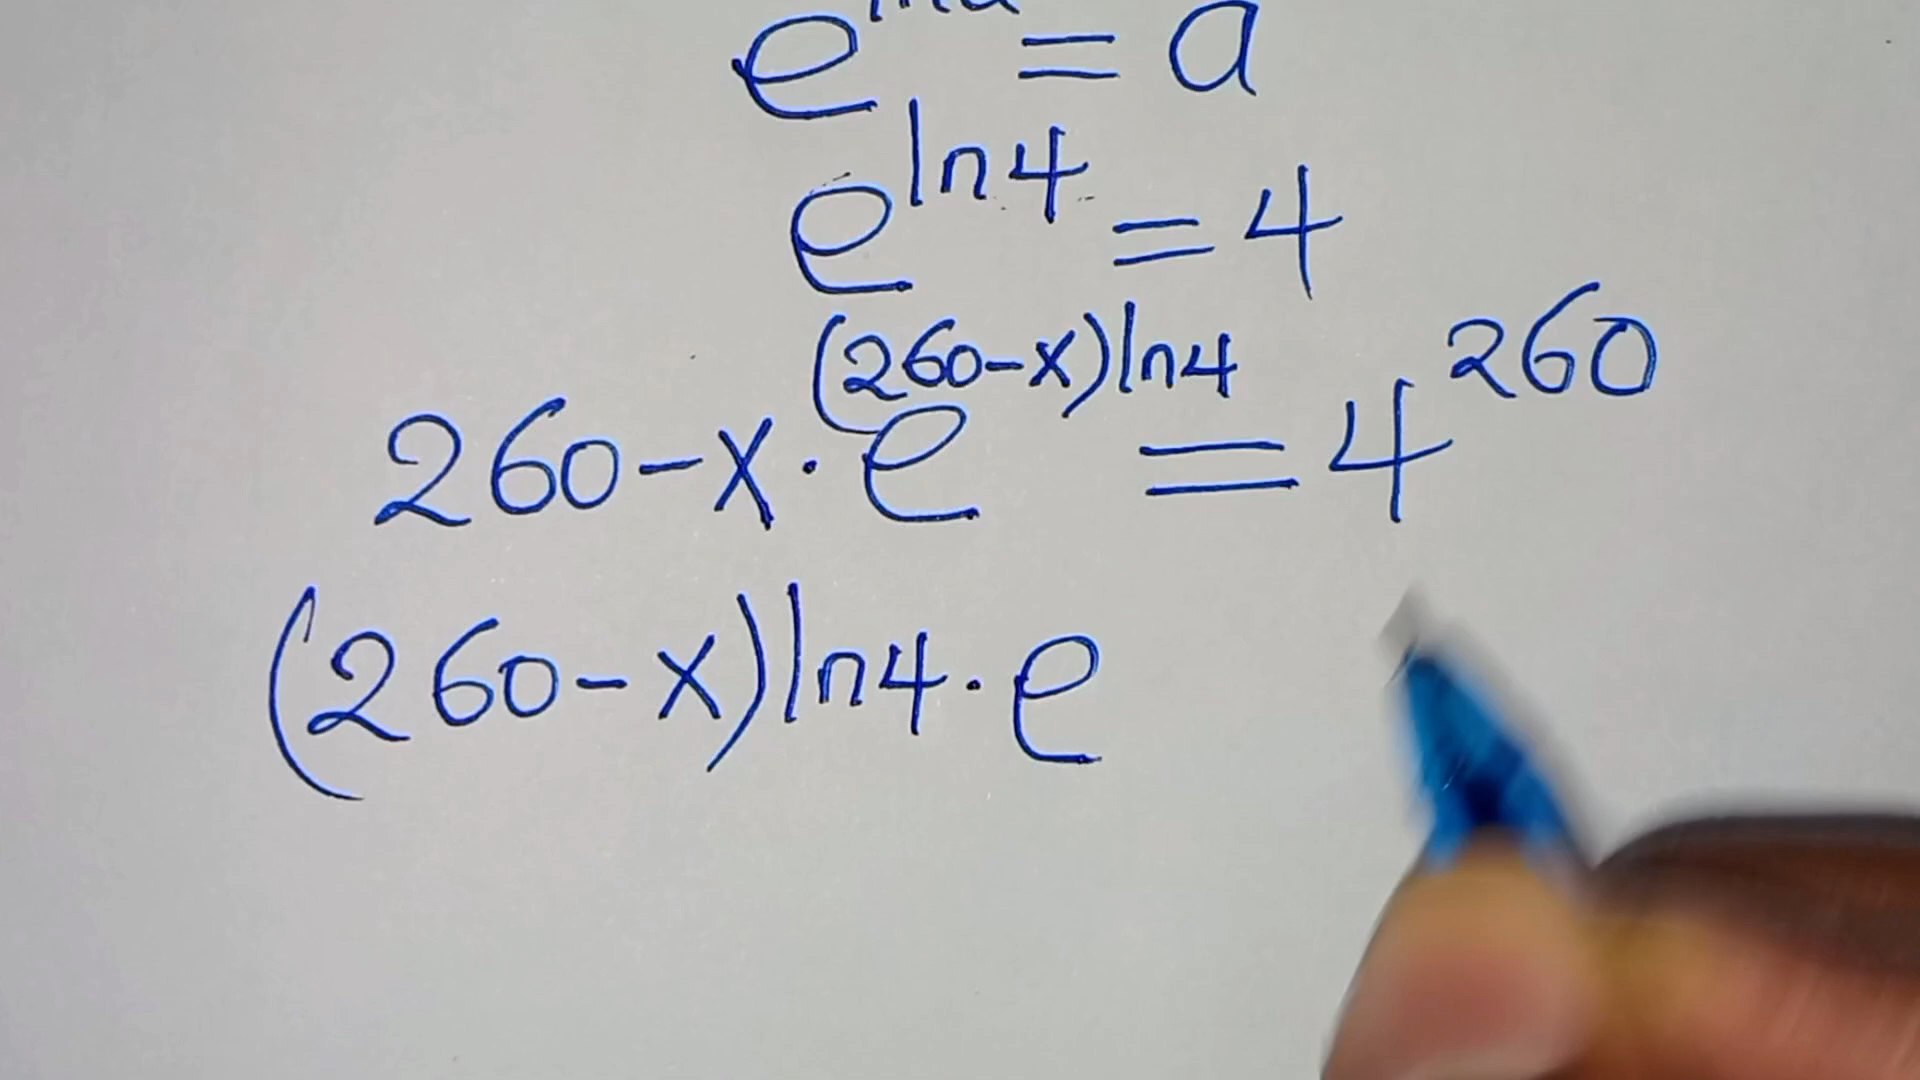 e^{ln a} = a
e^{ln4} = 4
260-x·e^{(260-x)ln4} = 4^{260}
(260-x)ln4·e